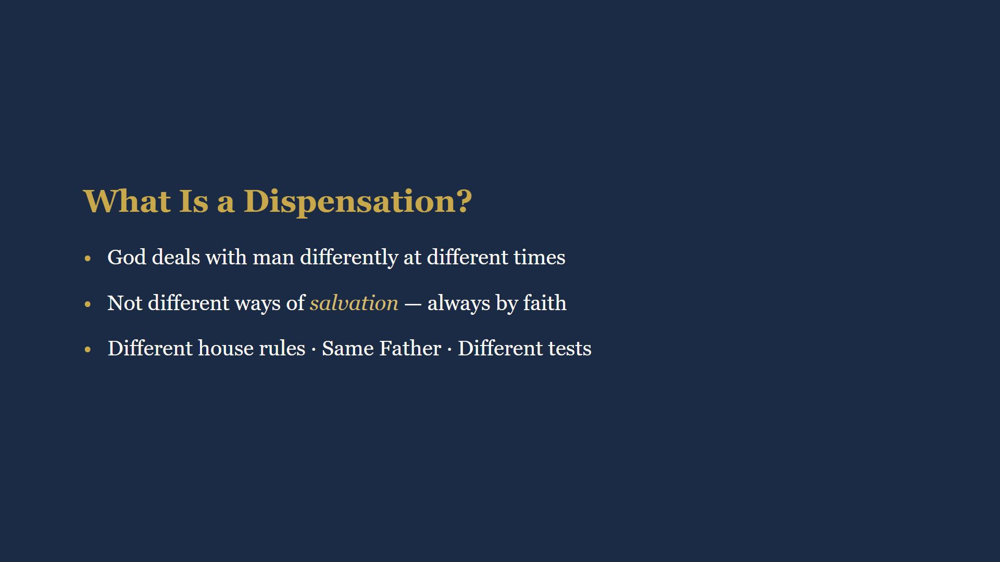 What Is a Dispensation?
• God deals with man differently at different times
• Not different ways of salvation — always by faith
• Different house rules · Same Father · Different tests